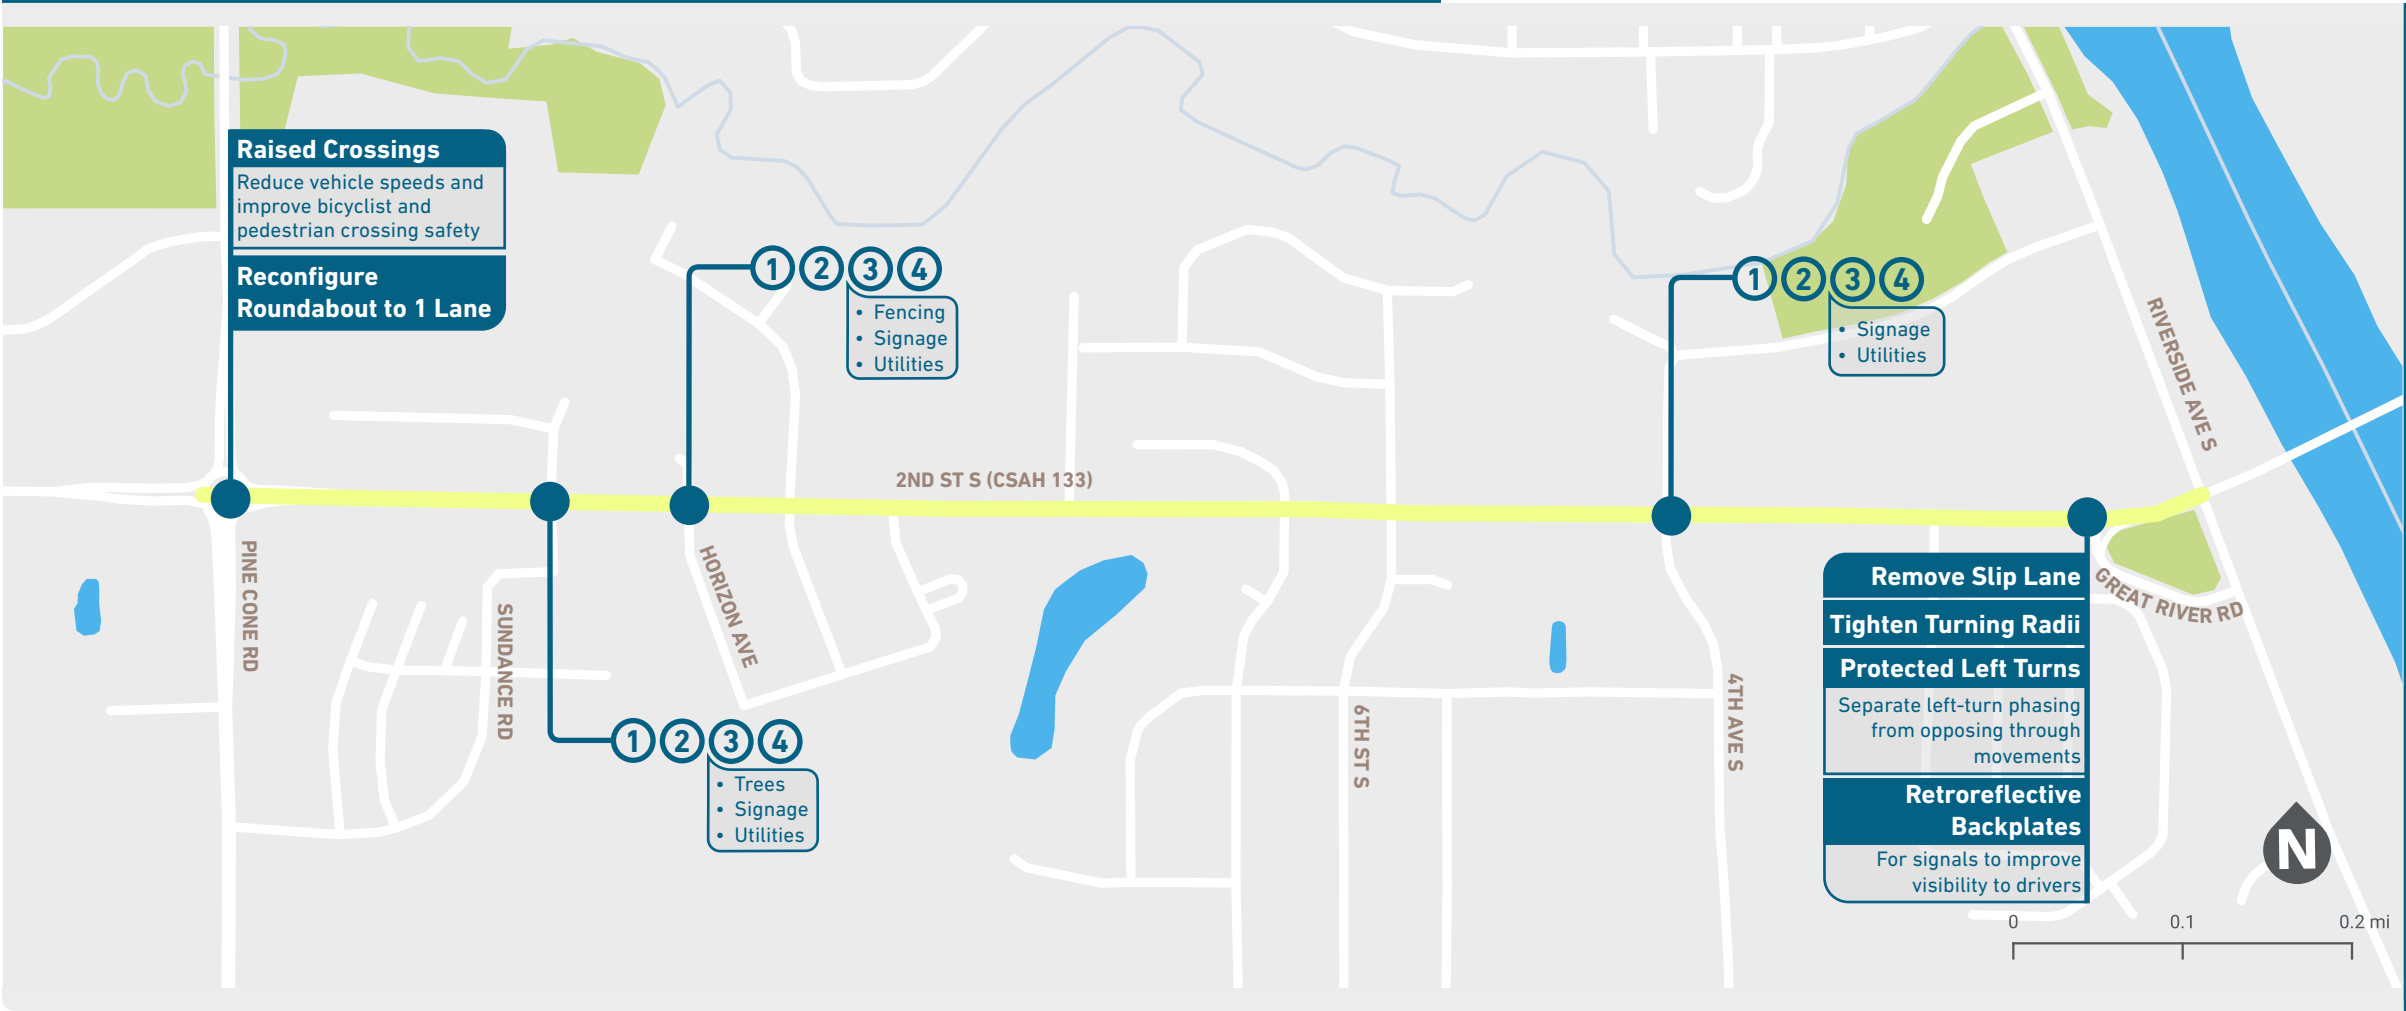 Raised Crossings
Reduce vehicle speeds and
improve bicyclist and
pedestrian crossing safety
Reconfigure
Roundabout to 1 Lane
1 2 3 4
• Fencing
• Signage
• Utilities
1 2 3 4
• Signage
• Utilities
RIVERSIDE AVE S
2ND ST S (CSAH 133)
PINE CONE RD
SUNDANCE RD
HORIZON AVE
1 2 3 4
• Trees
• Signage
• Utilities
6TH ST S
4TH AVE S
GREAT RIVER RD
Remove Slip Lane
Tighten Turning Radii
Protected Left Turns
Separate left-turn phasing
from opposing through
movements
Retroreflective
Backplates
For signals to improve
visibility to drivers
N
0 0.1 0.2 mi